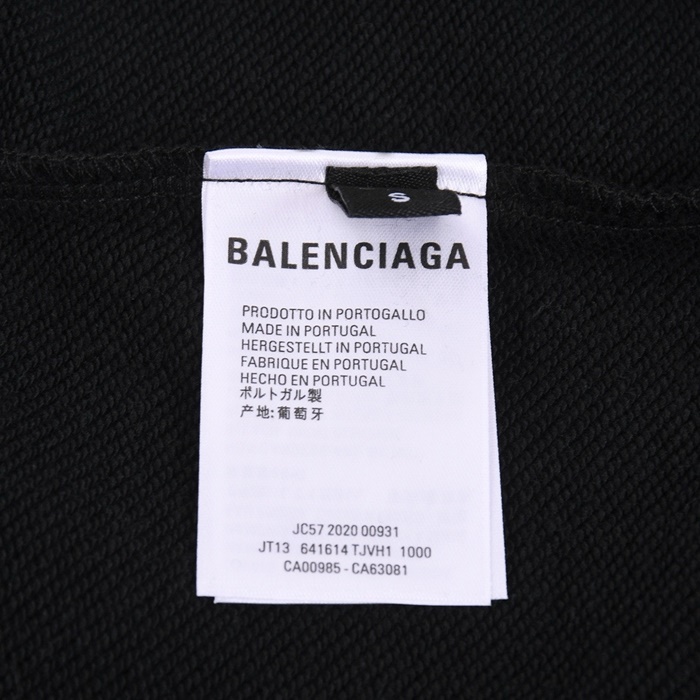 S
BALENCIAGA
PRODOTTO IN PORTOGALLO
MADE IN PORTUGAL
HERGESTELLT IN PORTUGAL
FABRIQUE EN PORTUGAL
HECHO EN PORTUGAL
ポルトガル製
产地:葡萄牙
JC57 2020 00931
JT13 641614 TJVH1 1000
CA00985 - CA63081